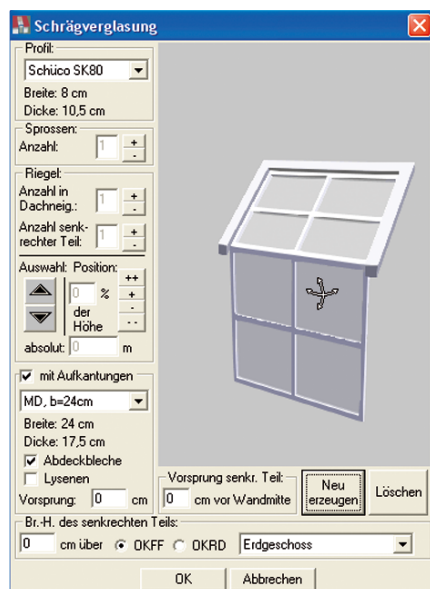 Schrägverglasung
Profil:
Schüco SK80
Breite: 8 cm
Dicke: 10,5 cm
Sprossen:
Anzahl: 1 + -
Riegel:
Anzahl in
Dachneig.: 1 + -
Anzahl senk-
rechter Teil: 1 + -
Auswahl: Position:
0 %
der
Höhe
++
+
-
--
absolut: 0 m
mit Aufkantungen
MD, b=24cm
Breite: 24 cm
Dicke: 17,5 cm
Abdeckbleche
Lysenen
Vorsprung: 0 cm
Vorsprung senkr. Teil:
0 cm vor Wandmitte
Neu
erzeugen
Löschen
Br.-H. des senkrechten Teils:
0 cm über OKFF OKRD Erdgeschoss
OK Abbrechen